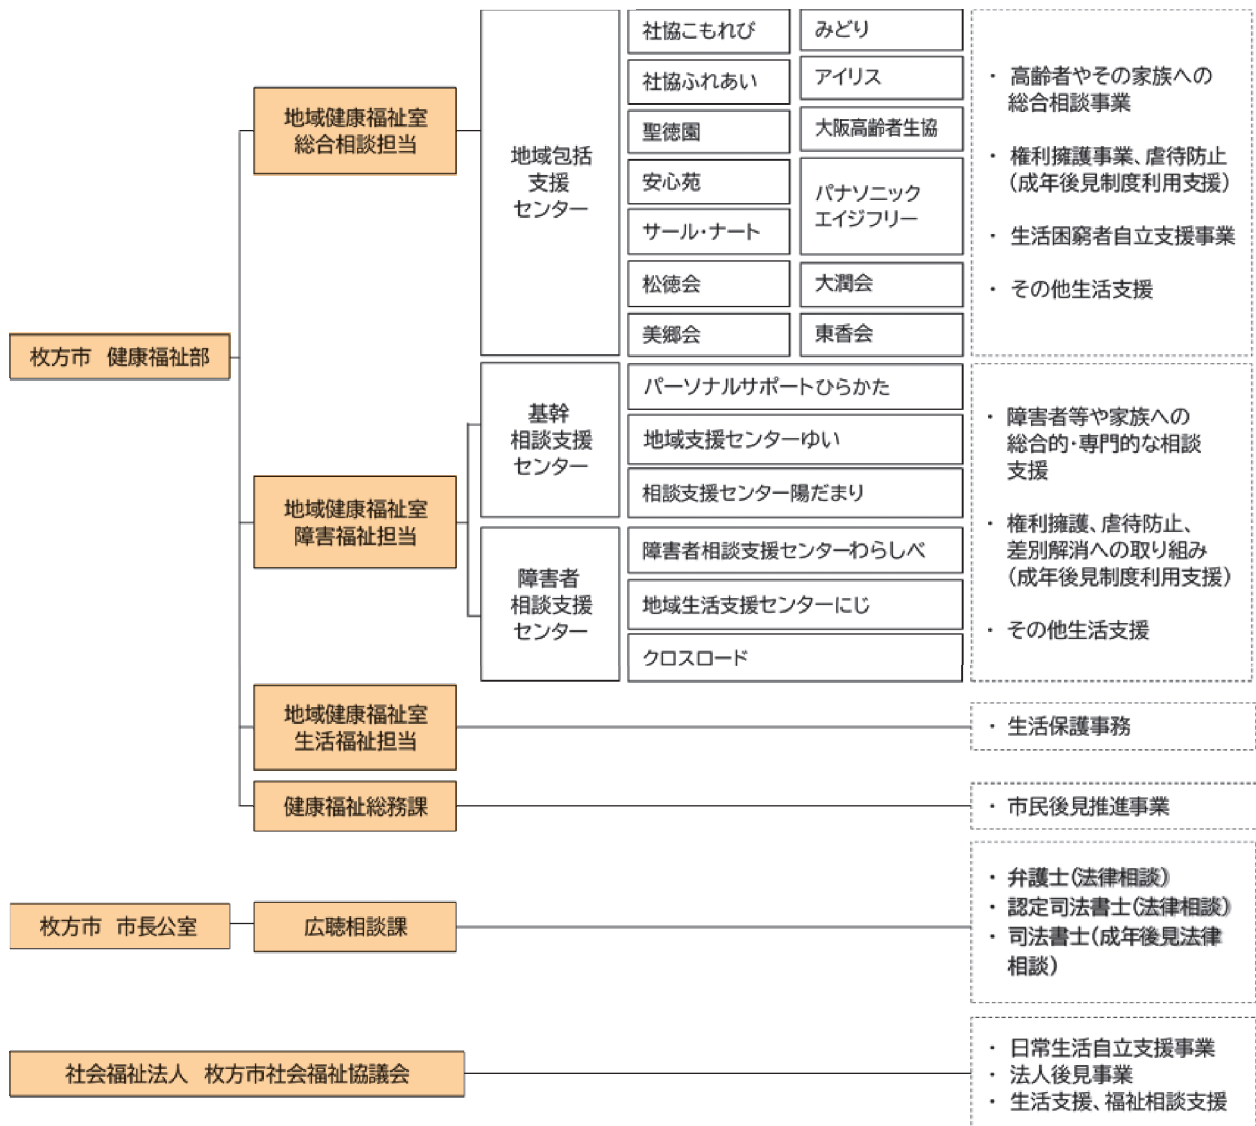 枚方市 健康福祉部
地域健康福祉室
総合相談担当
地域包括
支援
センター
社協こもれび
社協ふれあい
聖徳園
安心苑
サール・ナート
松徳会
美郷会
みどり
アイリス
大阪高齢者生協
パナソニック
エイジフリー
大潤会
東香会
・ 高齢者やその家族への
総合相談事業
・ 権利擁護事業、虐待防止
(成年後見制度利用支援)
・ 生活困窮者自立支援事業
・ その他生活支援
地域健康福祉室
障害福祉担当
基幹
相談支援
センター
パーソナルサポートひらかた
地域支援センターゆい
相談支援センター陽だまり
障害者
相談支援
センター
障害者相談支援センターわらしべ
地域生活支援センターにじ
クロスロード
・ 障害者等や家族への
総合的・専門的な相談
支援
・ 権利擁護、虐待防止、
差別解消への取り組み
(成年後見制度利用支援)
・ その他生活支援
地域健康福祉室
生活福祉担当
・ 生活保護事務
健康福祉総務課
・ 市民後見推進事業
枚方市 市長公室
広聴相談課
・ 弁護士(法律相談)
・ 認定司法書士(法律相談)
・ 司法書士(成年後見法律
相談)
社会福祉法人 枚方市社会福祉協議会
・ 日常生活自立支援事業
・ 法人後見事業
・ 生活支援、福祉相談支援